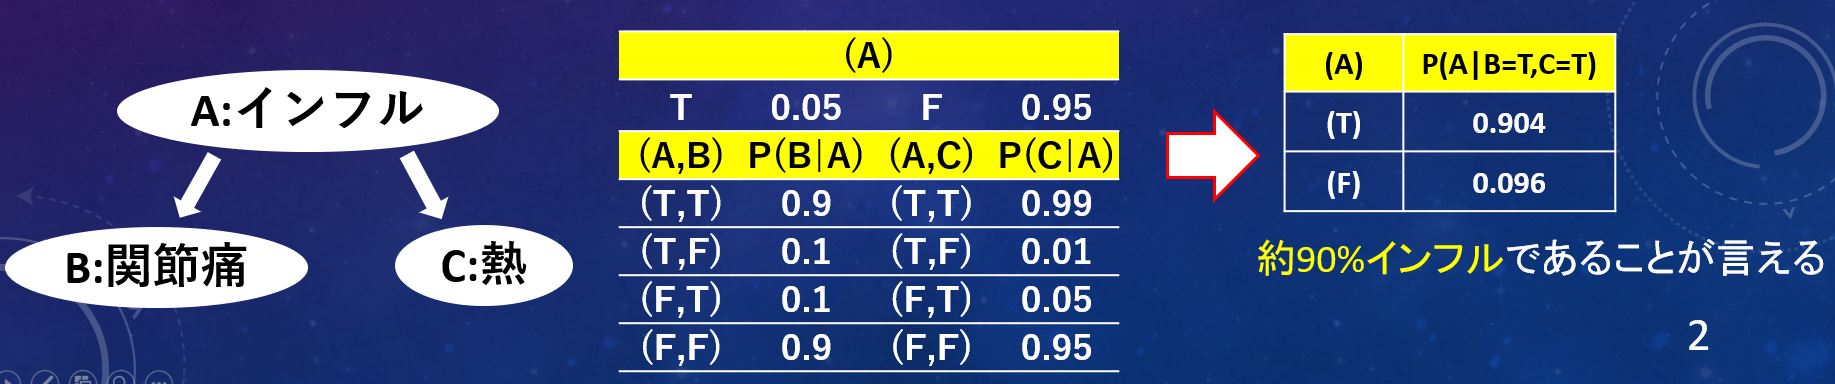 A:インフル
B:関節痛
C:熱
(A)
T 0.05 F 0.95
(A,B) P(B|A) (A,C) P(C|A)
(T,T) 0.9 (T,T) 0.99
(T,F) 0.1 (T,F) 0.01
(F,T) 0.1 (F,T) 0.05
(F,F) 0.9 (F,F) 0.95
(A) P(A|B=T,C=T)
(T) 0.904
(F) 0.096
約90%インフルであることが言える
2